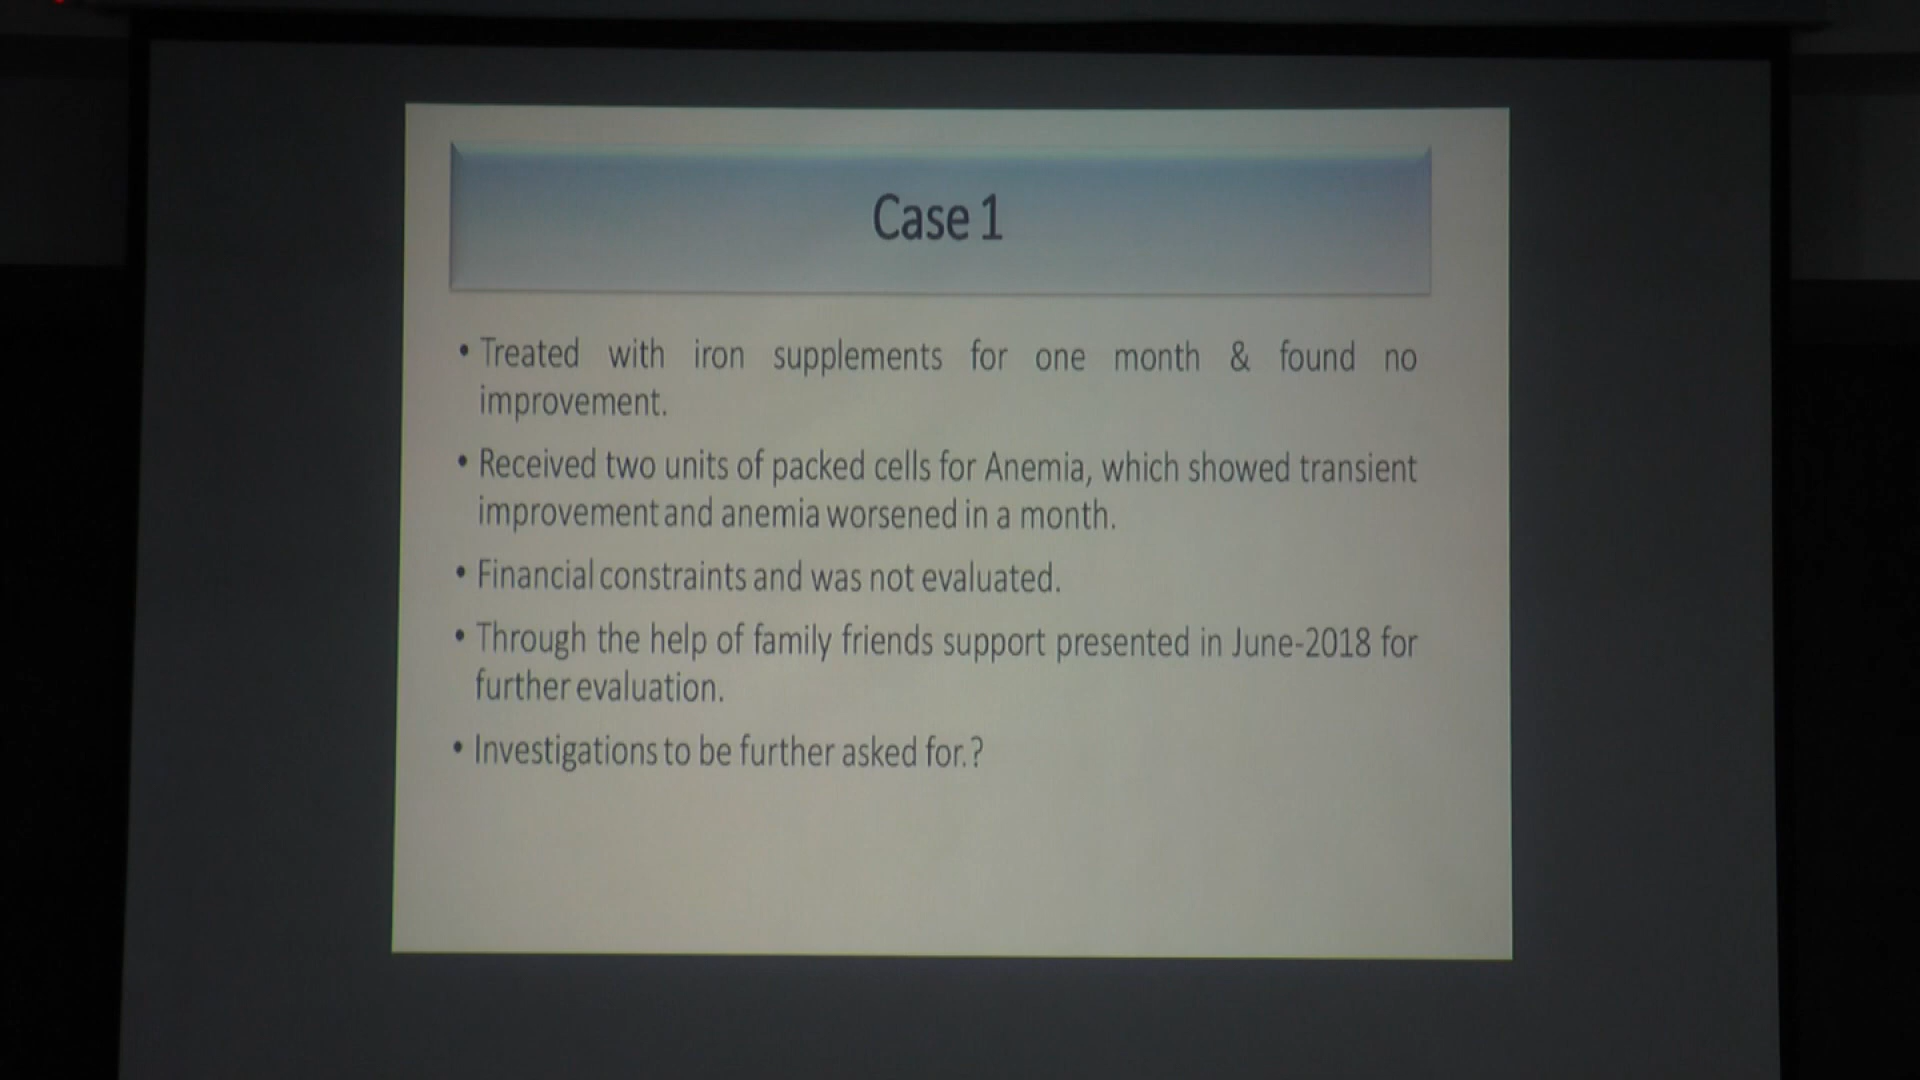 Case 1
• Treated with iron supplements for one month & found no
improvement.
• Received two units of packed cells for Anemia, which showed transient
improvement and anemia worsened in a month.
• Financial constraints and was not evaluated.
• Through the help of family friends support presented in June-2018 for
further evaluation.
• Investigations to be further asked for.?